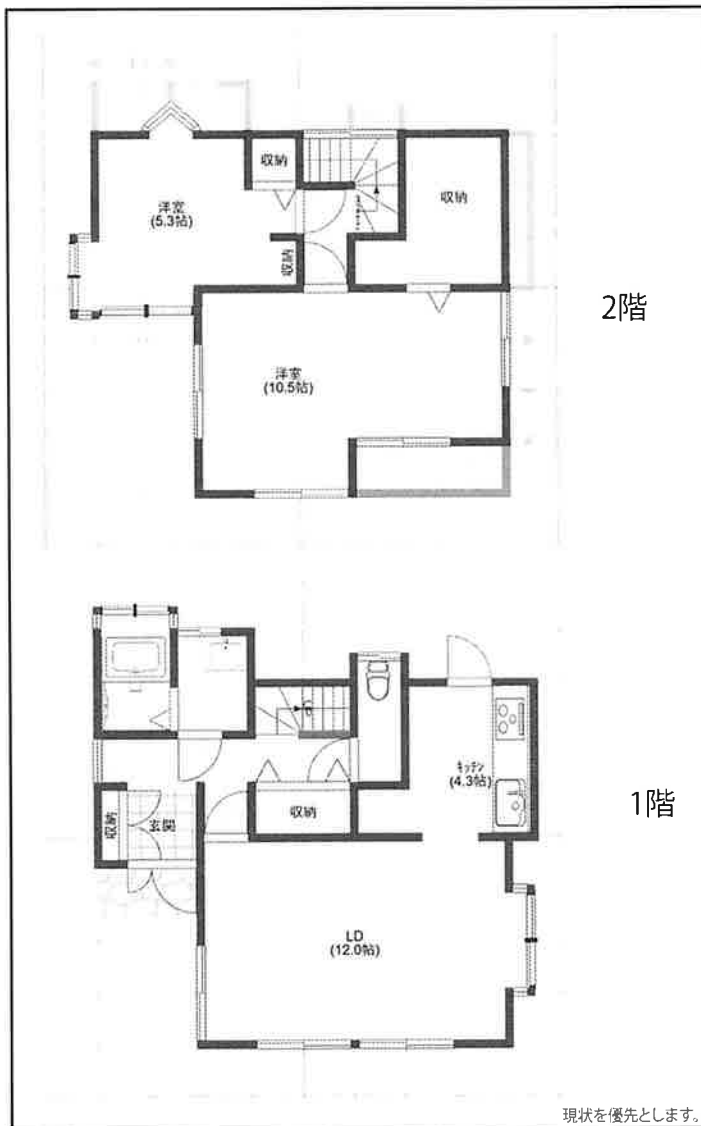 収納
収納
洋室
(5.3帖)
収納
2階
洋室
(10.5帖)
キッチン
(4.3帖)
1階
収納
収納
玄関
LD
(12.0帖)
現状を優先とします。